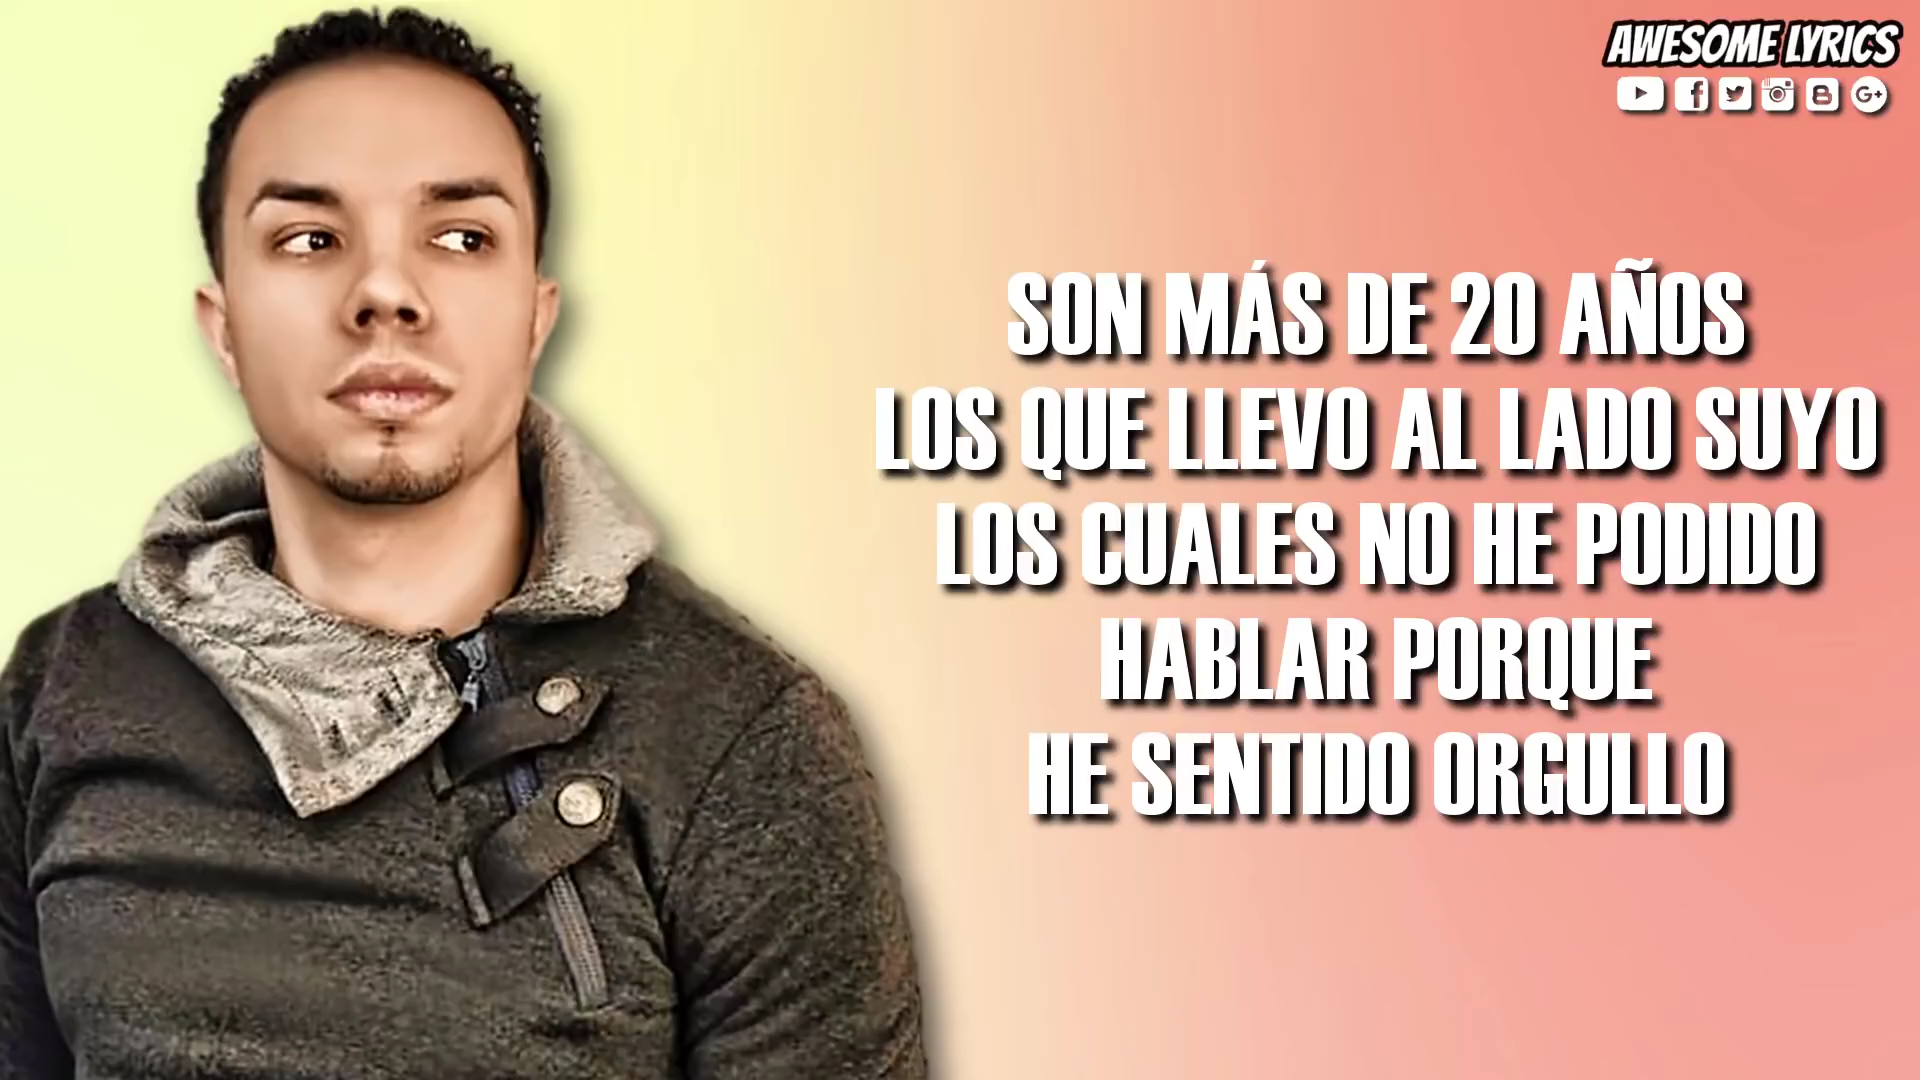 AWESOME LYRICS
SON MÁS DE 20 AÑOS
LOS QUE LLEVO AL LADO SUYO
LOS CUALES NO HE PODIDO
HABLAR PORQUE
HE SENTIDO ORGULLO